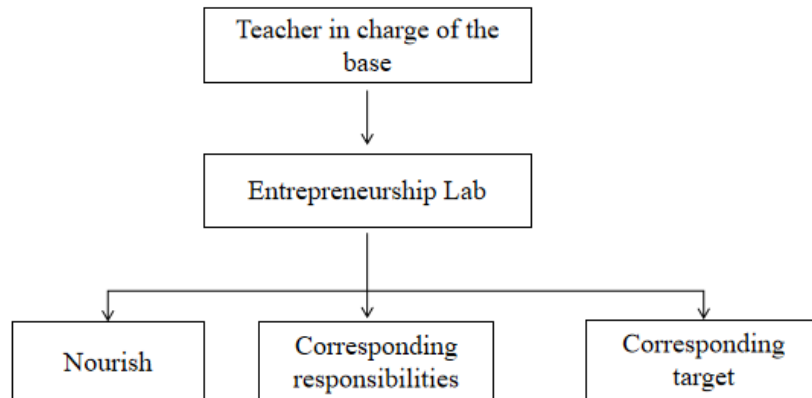 Teacher in charge of the
base
Entrepreneurship Lab
Nourish
Corresponding
responsibilities
Corresponding
target